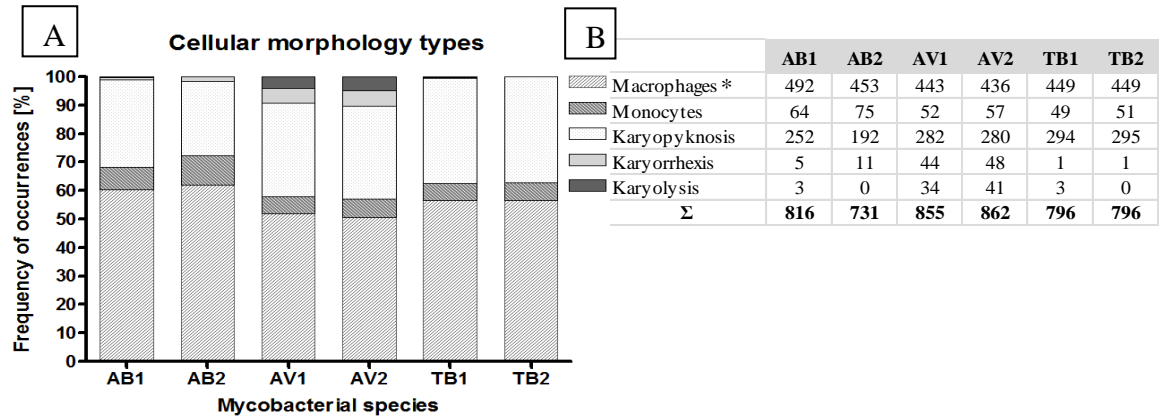 A
Cellular morphology types
Frequency of occurrences [%]
100
90
80
70
60
50
40
30
20
10
0
AB1 AB2 AV1 AV2 TB1 TB2
Mycobacterial species
B
AB1 AB2 AV1 AV2 TB1 TB2
Macrophages * 492 453 443 436 449 449
Monocytes 64 75 52 57 49 51
Karyopyknosis 252 192 282 280 294 295
Karyorrhexis 5 11 44 48 1 1
Karyolysis 3 0 34 41 3 0
Σ 816 731 855 862 796 796